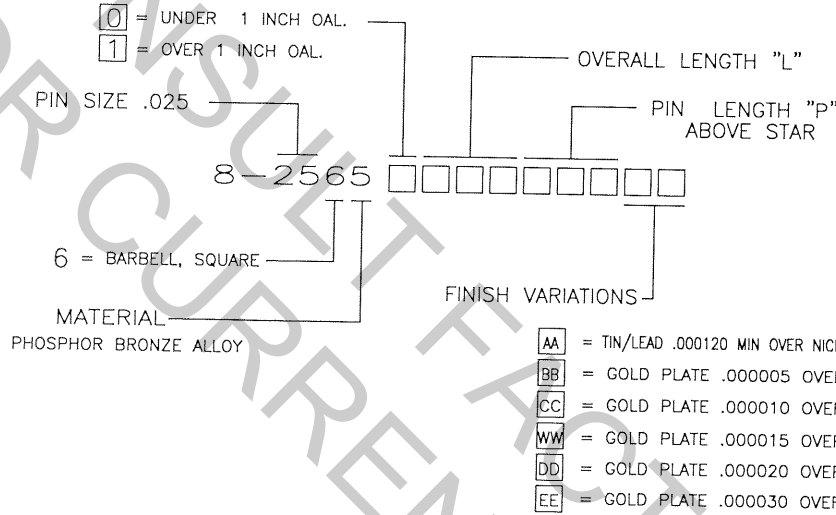 0 = UNDER 1 INCH OAL.
1 = OVER 1 INCH OAL.
OVERALL LENGTH "L"
PIN SIZE .025
PIN LENGTH "P"
ABOVE STAR
8-2565 □□□□□□□□□
6 = BARBELL, SQUARE
FINISH VARIATIONS
MATERIAL
PHOSPHOR BRONZE ALLOY
AA = TIN/LEAD .000120 MIN OVER
BB = GOLD PLATE .000005
CC = GOLD PLATE .000010
WW = GOLD PLATE .000015
DD = GOLD PLATE .000020
EE = GOLD PLATE .000030